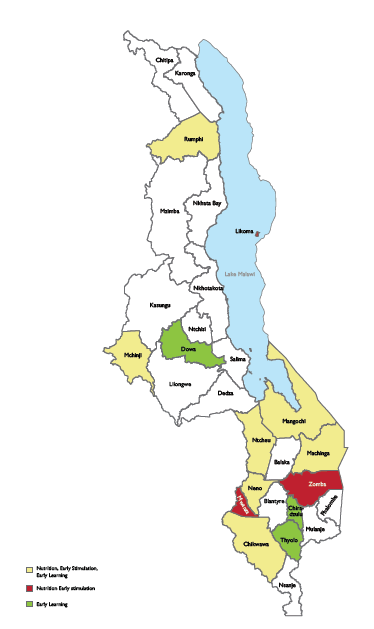 Chitipa
Karonga
Rumphi
Nkhata Bay
Mzimba
Likoma
Lake Malawi
Nkhotakota
Kasungu
Ntchisi
Dowa
Mchinji
Salima
Lilongwe
Dedza
Mangochi
Ntcheu
Machinga
Balaka
Zomba
Neno
Mwanza
Blantyre
Chira-
dzulu
Phalombe
Mulanje
Thyolo
Chikwawa
Nsanje
Nutrition, Early Stimulation,
Early Learning
Nutrition Early stimulation
Early Learning